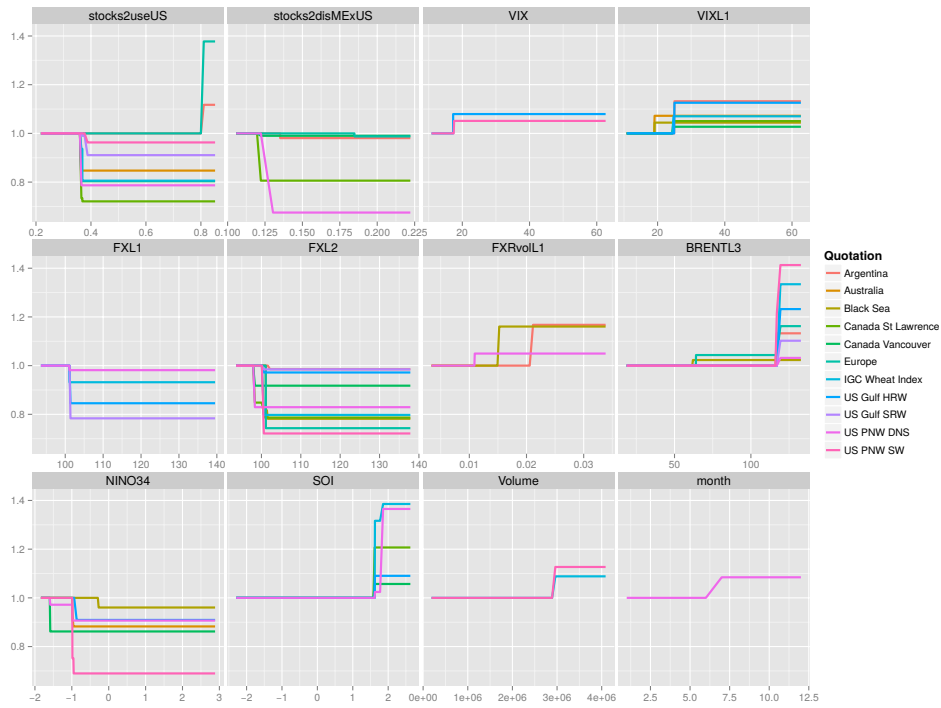 stocks2useUS stocks2disMExUS VIX VIXL1
1.4
1.2
1.0
0.8
0.2 0.4 0.6 0.8 0.100 0.125 0.150 0.175 0.200 0.225 20 40 60 20 40 60
FXL1 FXL2 FXRvolL1 BRENTL3
1.4
1.2
1.0
0.8
100 110 120 130 140 100 110 120 130 140 0.01 0.02 0.03 50 100
Quotation
Argentina
Australia
Black Sea
Canada St Lawrence
Canada Vancouver
Europe
IGC Wheat Index
US Gulf HRW
US Gulf SRW
US PNW DNS
US PNW SW
NINO34 SOI Volume month
1.4
1.2
1.0
0.8
−2 −1 0 1 2 3 −2 −1 0 1 2 0e+00 1e+06 2e+06 3e+06 4e+06 2.5 5.0 7.5 10.0 12.5